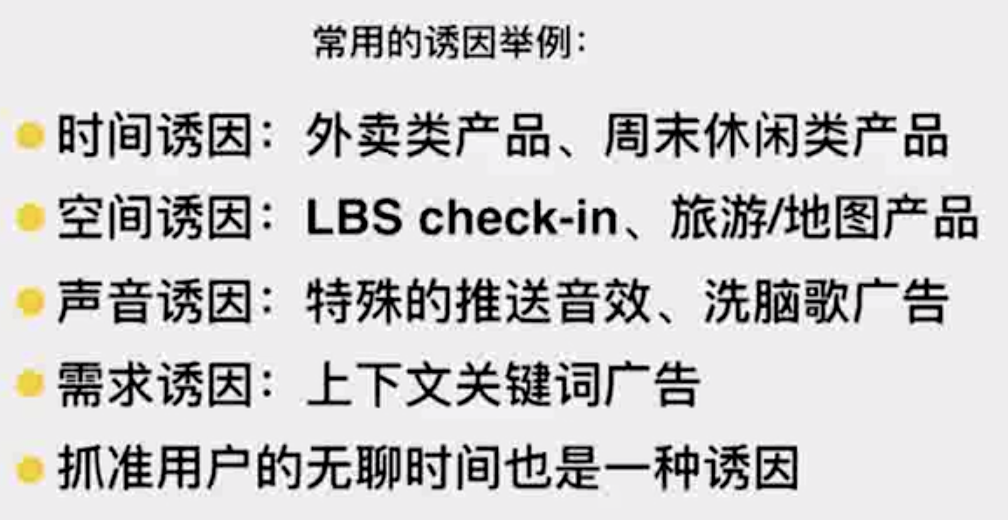 常用的诱因举例：
时间诱因：外卖类产品、周末休闲类产品
空间诱因：LBS check-in、旅游/地图产品
声音诱因：特殊的推送音效、洗脑歌广告
需求诱因：上下文关键词广告
抓准用户的无聊时间也是一种诱因